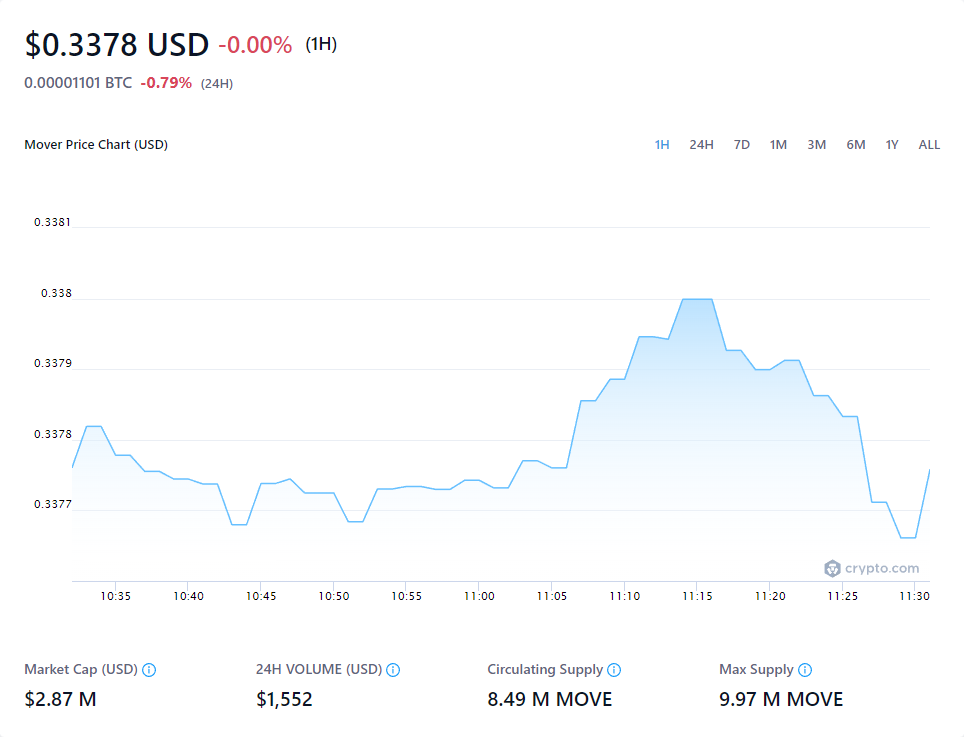 $0.3378 USD -0.00% (1H)
0.00001101 BTC -0.79% (24H)
Mover Price Chart (USD) 1H 24H 7D 1M 3M 6M 1Y ALL
0.3381
0.338
0.3379
0.3378
0.3377
crypto.com
10:35 10:40 10:45 10:50 10:55 11:00 11:05 11:10 11:15 11:20 11:25 11:30
Market Cap (USD) 24H VOLUME (USD) Circulating Supply Max Supply
$2.87 M $1,552 8.49 M MOVE 9.97 M MOVE